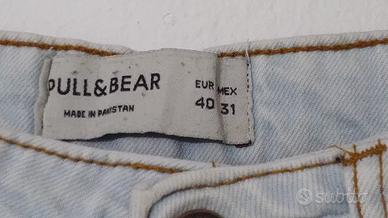 PULL&BEAR
MADE IN PAKISTAN
EUR MEX
40 31
subito